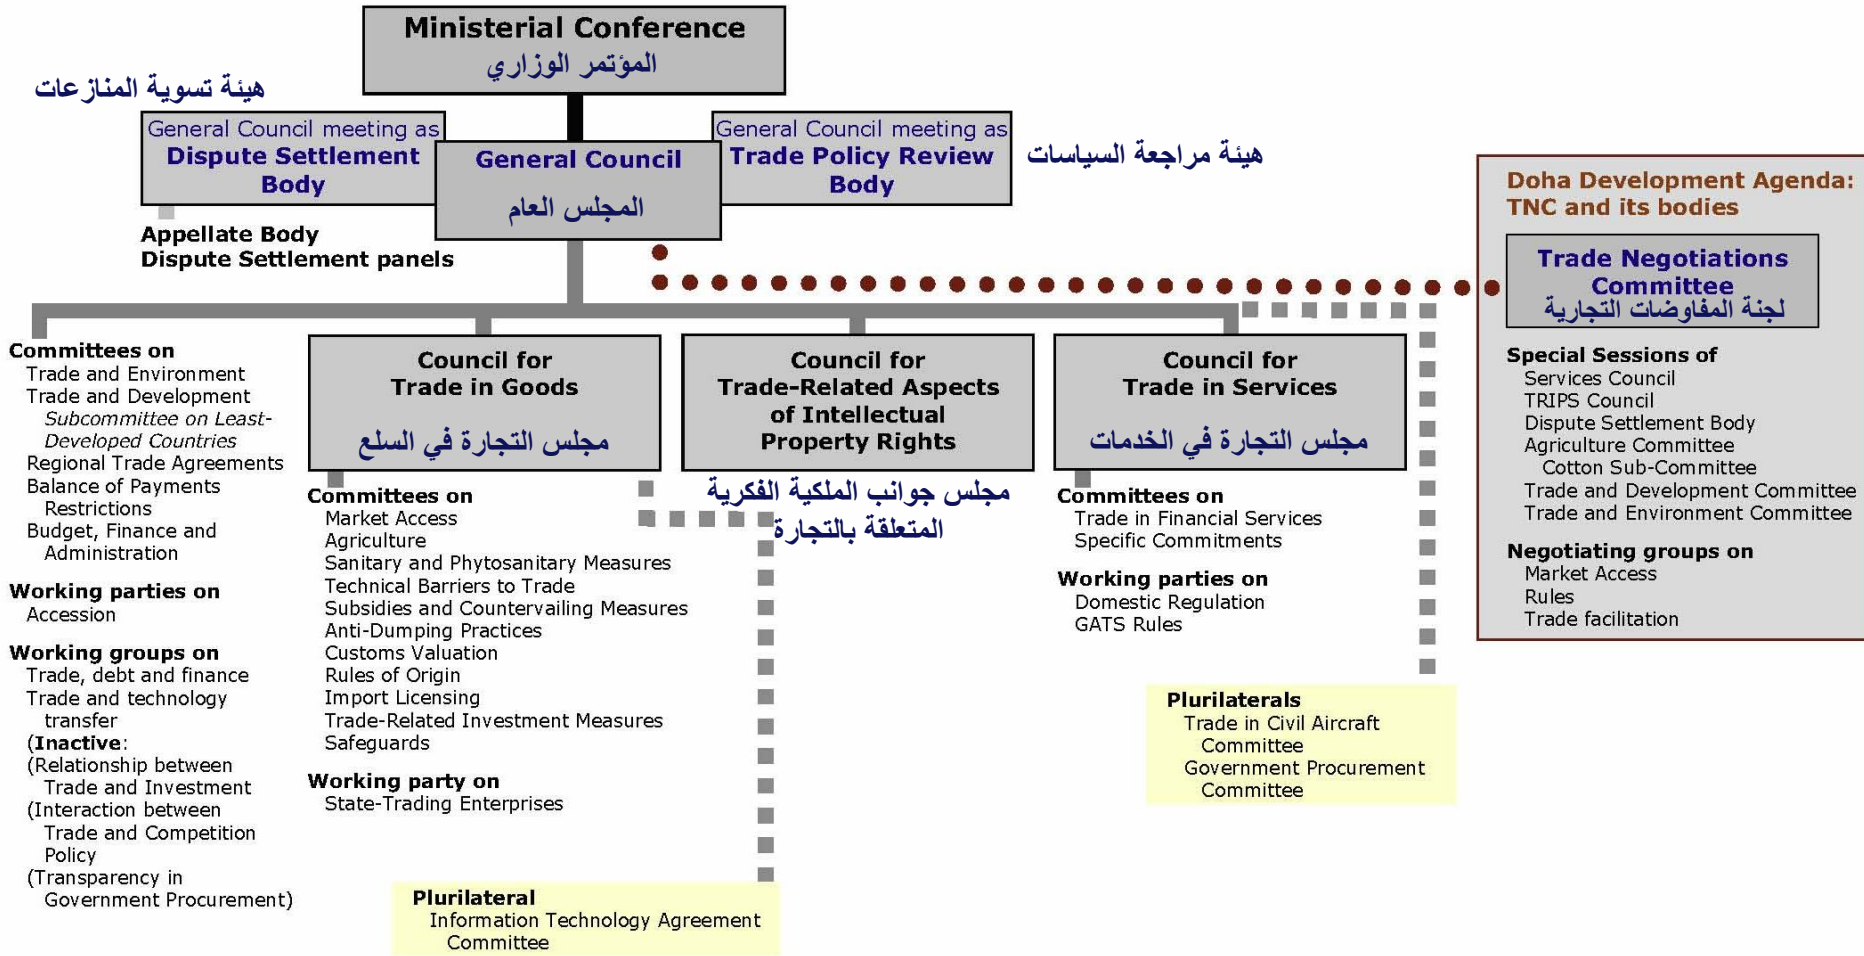 Ministerial Conference
المؤتمر الوزاري
هيئة تسوية المنازعات
General Council meeting as
Dispute Settlement
Body
General Council
المجلس العام
General Council meeting as
Trade Policy Review
Body
هيئة مراجعة السياسات
Appellate Body
Dispute Settlement panels
Doha Development Agenda:
TNC and its bodies
Trade Negotiations
Committee
لجنة المفاوضات التجارية
Special Sessions of
Services Council
TRIPS Council
Dispute Settlement Body
Agriculture Committee
Cotton Sub-Committee
Trade and Development Committee
Trade and Environment Committee
Negotiating groups on
Market Access
Rules
Trade facilitation
Committees on
Trade and Environment
Trade and Development
Subcommittee on Least-
Developed Countries
Regional Trade Agreements
Balance of Payments
Restrictions
Budget, Finance and
Administration
Working parties on
Accession
Working groups on
Trade, debt and finance
Trade and technology
transfer
(Inactive:
(Relationship between
Trade and Investment
(Interaction between
Trade and Competition
Policy
(Transparency in
Government Procurement)
Council for
Trade in Goods
مجلس التجارة في السلع
Committees on
Market Access
Agriculture
Sanitary and Phytosanitary Measures
Technical Barriers to Trade
Subsidies and Countervailing Measures
Anti-Dumping Practices
Customs Valuation
Rules of Origin
Import Licensing
Trade-Related Investment Measures
Safeguards
Working party on
State-Trading Enterprises
Plurilateral
Information Technology Agreement
Committee
Council for
Trade-Related Aspects
of Intellectual
Property Rights
مجلس جوانب الملكية الفكرية
المتعلقة بالتجارة
Council for
Trade in Services
مجلس التجارة في الخدمات
Committees on
Trade in Financial Services
Specific Commitments
Working parties on
Domestic Regulation
GATS Rules
Plurilaterals
Trade in Civil Aircraft
Committee
Government Procurement
Committee